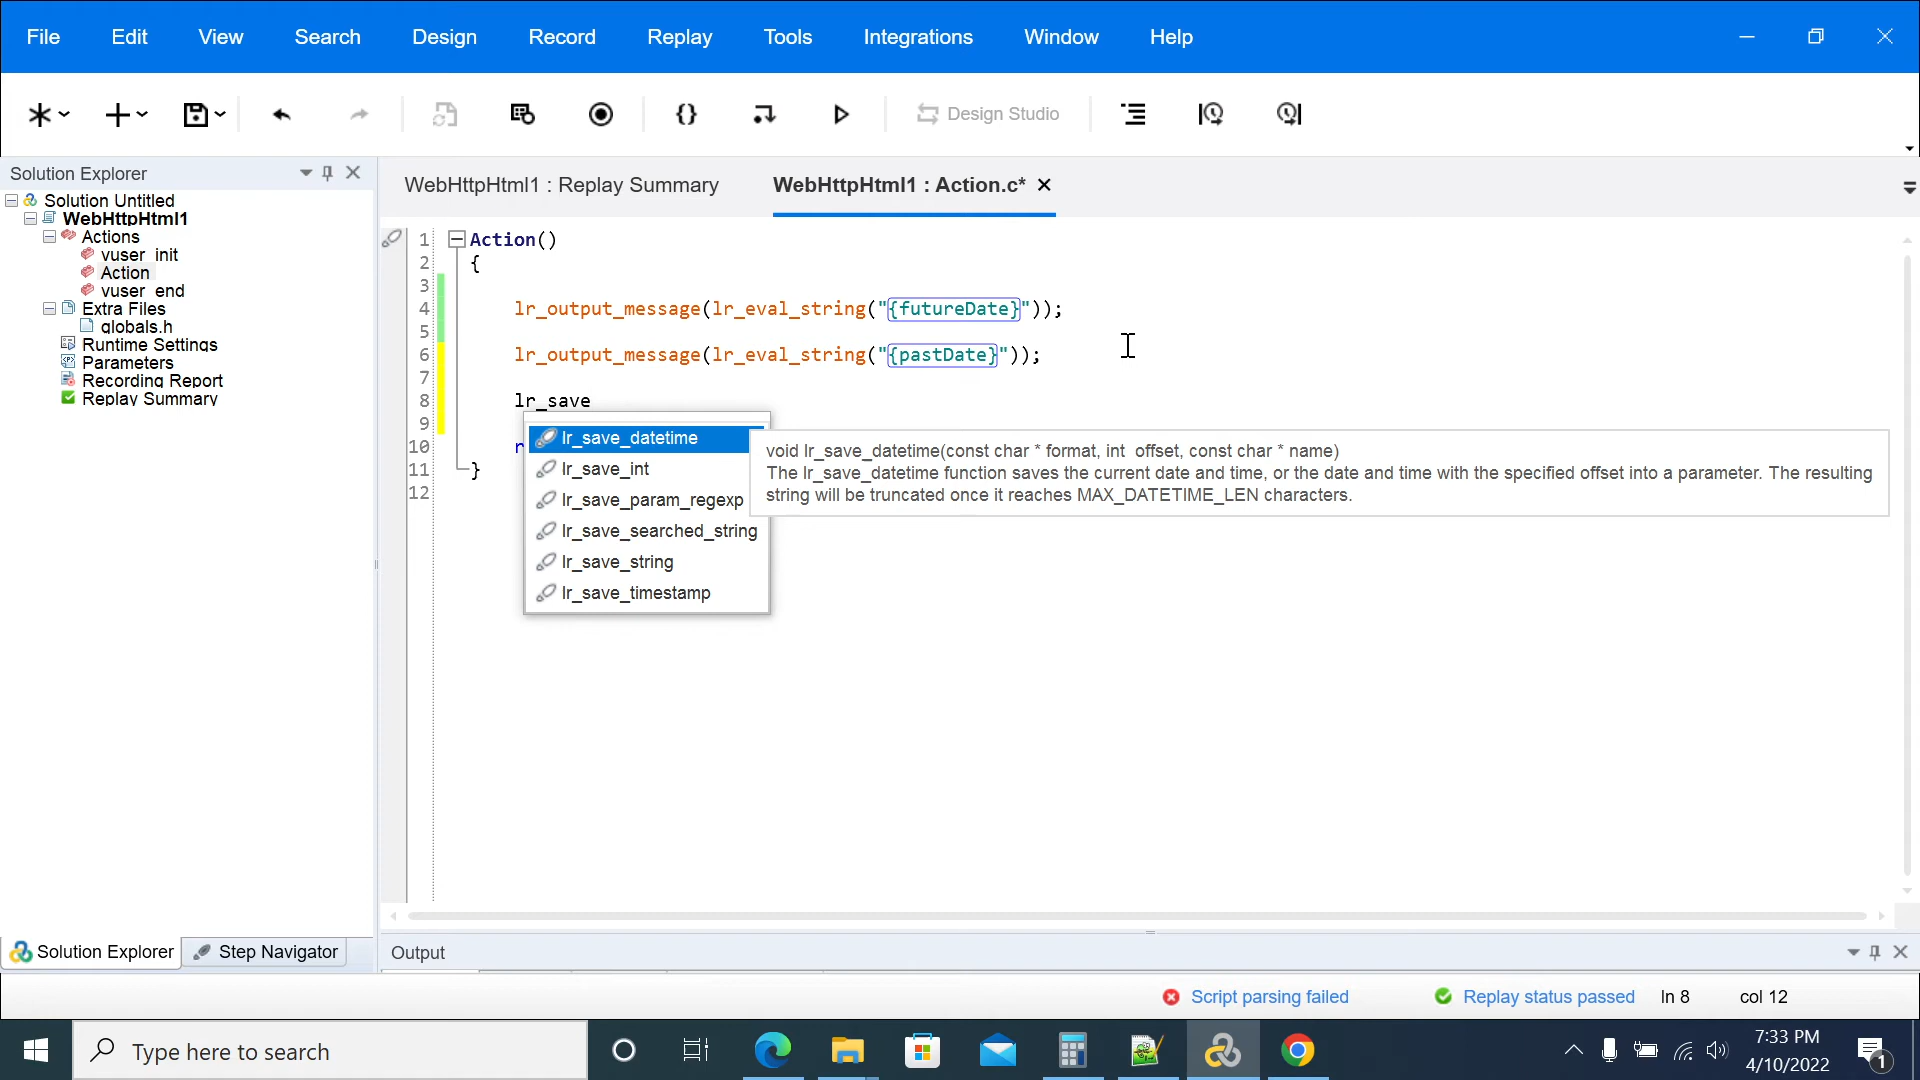 File Edit View Search Design Record Replay Tools Integrations Window Help
Design Studio
Solution Explorer
Solution Untitled
WebHttpHtml1
Actions
vuser_init
Action
vuser_end
Extra Files
globals.h
Runtime Settings
Parameters
Recording Report
Replay Summary
WebHttpHtml1 : Replay Summary WebHttpHtml1 : Action.c*
1 Action()
2 {
3
4 lr_output_message(lr_eval_string("{futureDate}"));
5
6 lr_output_message(lr_eval_string("{pastDate}"));
7
8 lr_save
9
10 r
11 }
12
lr_save_datetime
lr_save_int
lr_save_param_regexp
lr_save_searched_string
lr_save_string
lr_save_timestamp
void lr_save_datetime(const char * format, int offset, const char * name)
The lr_save_datetime function saves the current date and time, or the date and time with the specified offset into a parameter. The resulting
string will be truncated once it reaches MAX_DATETIME_LEN characters.
Solution Explorer Step Navigator
Output
Script parsing failed Replay status passed ln 8 col 12
Type here to search
7:33 PM
4/10/2022
1